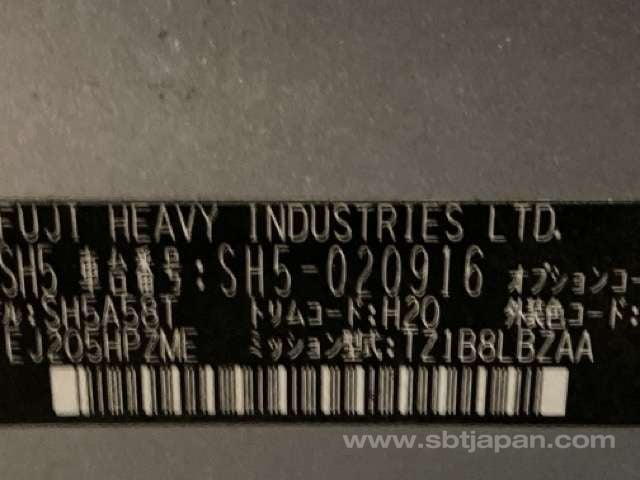 FUJI HEAVY INDUSTRIES LTD.
SH5 車台番号:SH5-020916 オプションコー
ル:SH5A58T トリムコード:H20 外装色コード:
EJ205HPZME ミッション型式:TZ1B8LBZAA
www.sbtjapan.com